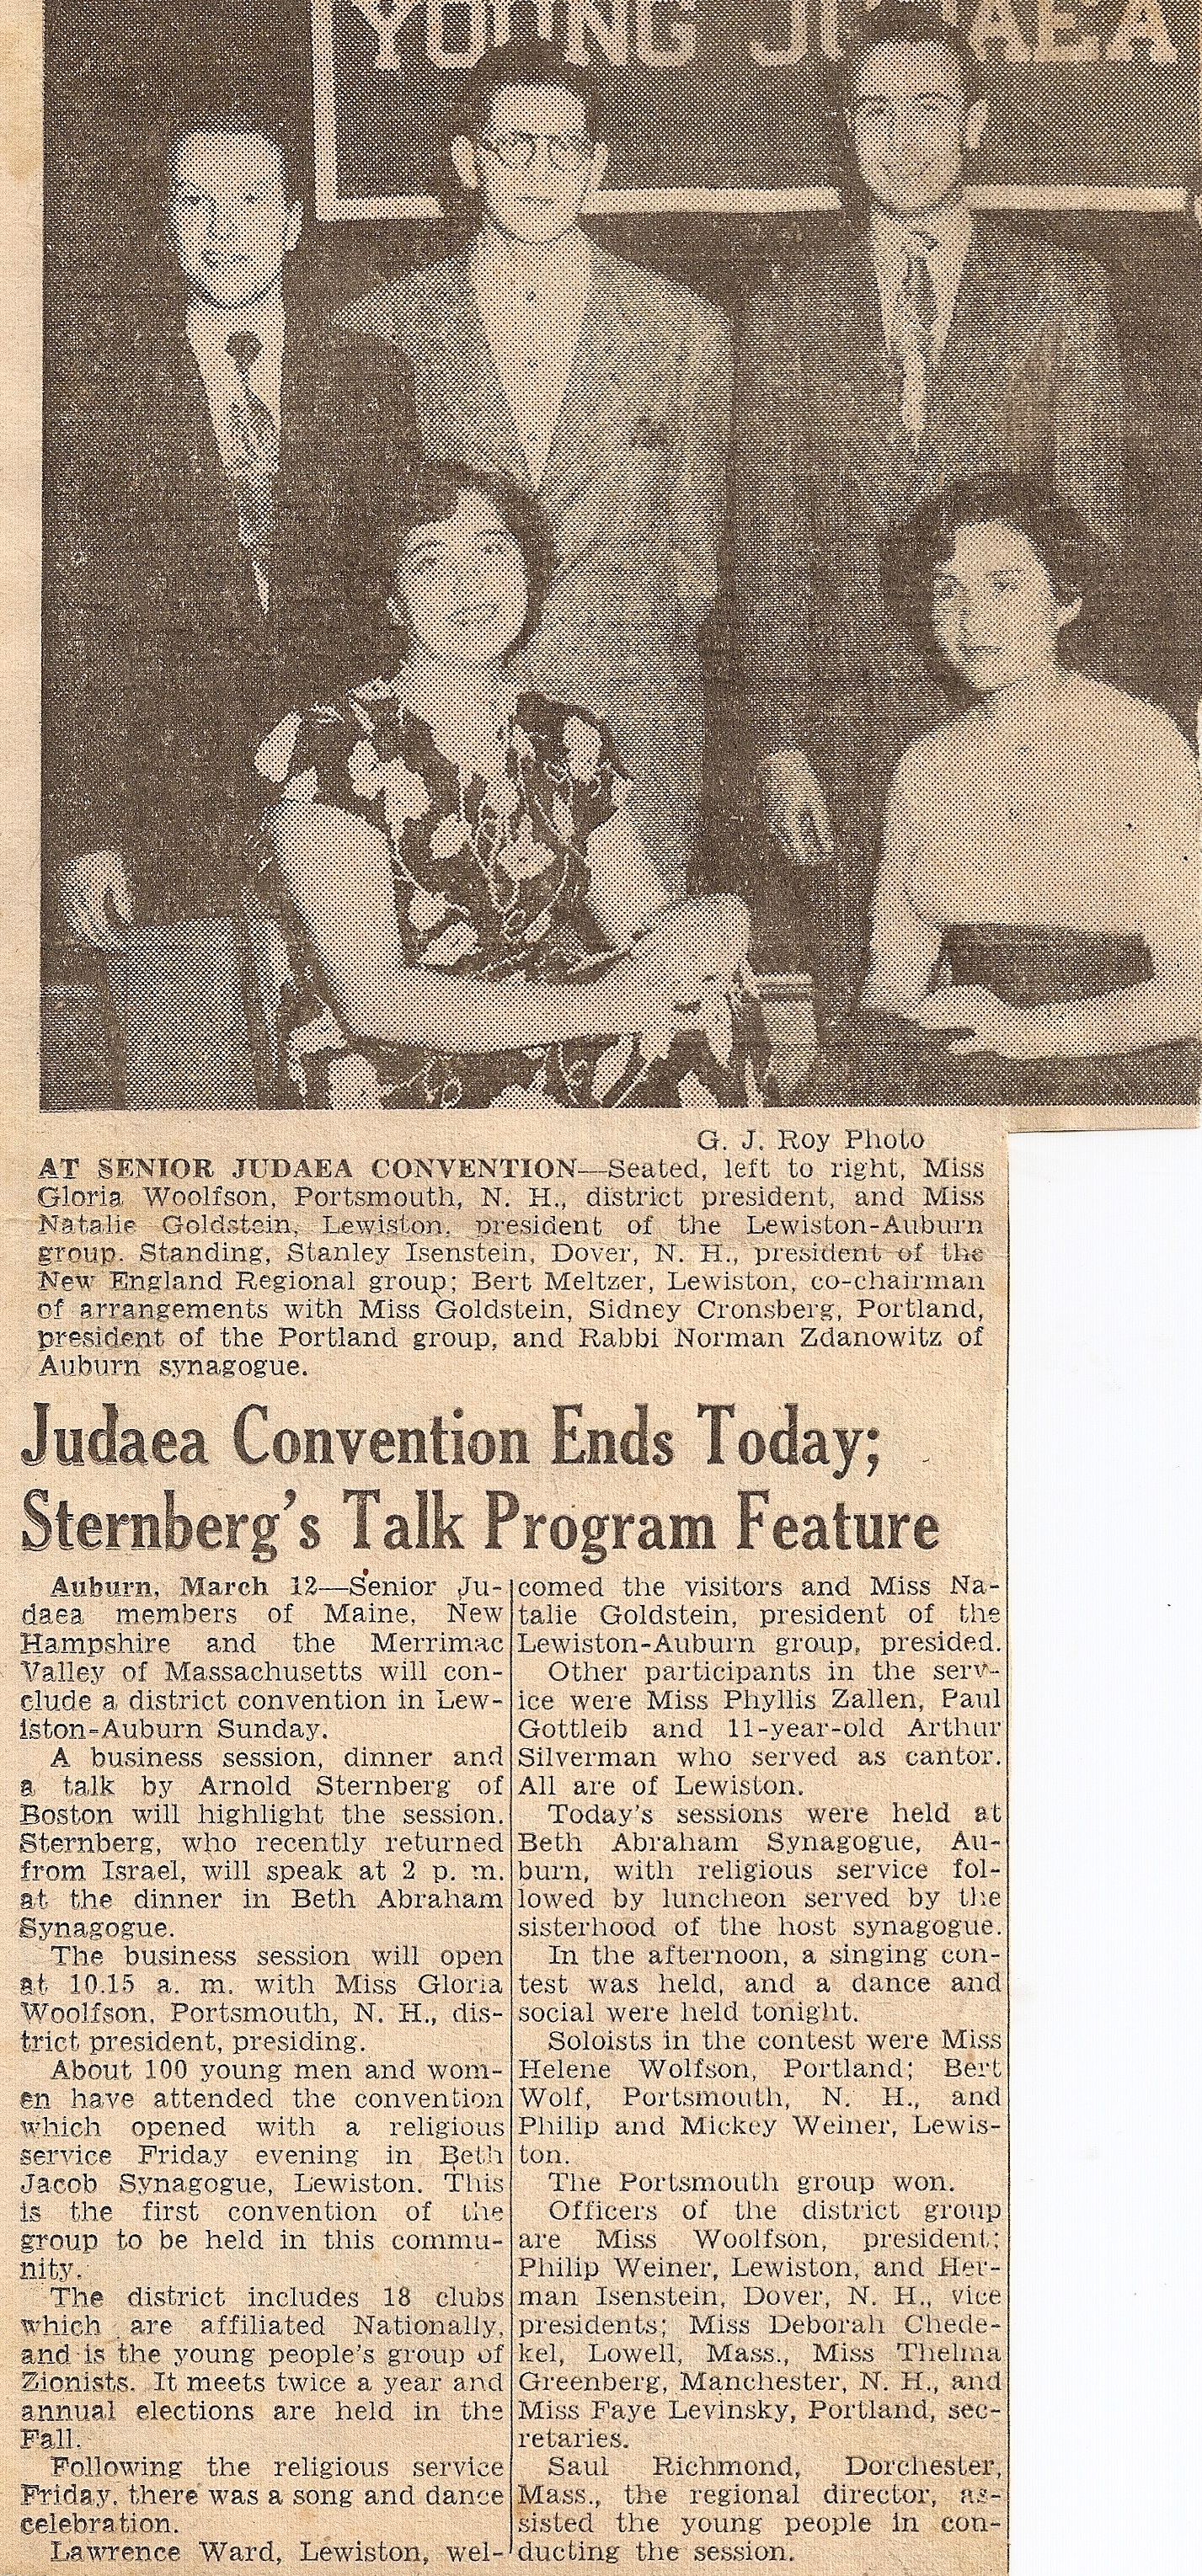 YOUNG JUDAEA
G. J. Roy Photo
AT SENIOR JUDAEA CONVENTION—Seated, left to right, Miss
Gloria Woolfson, Portsmouth, N. H., district president, and Miss
Natalie Goldstein, Lewiston, president of the Lewiston-Auburn
group. Standing, Stanley Isenstein, Dover, N. H., president of the
New England Regional group; Bert Meltzer, Lewiston, co-chairman
of arrangements with Miss Goldstein, Sidney Cronsberg, Portland,
president of the Portland group, and Rabbi Norman Zdanowitz of
Auburn synagogue.
Judaea Convention Ends Today;
Sternberg's Talk Program Feature
Auburn, March 12—Senior Ju-
daea members of Maine, New
Hampshire and the Merrimac
Valley of Massachusetts will con-
clude a district convention in Lew-
iston-Auburn Sunday.
A business session, dinner and
a talk by Arnold Sternberg of
Boston will highlight the session.
Sternberg, who recently returned
from Israel, will speak at 2 p. m.
at the dinner in Beth Abraham
Synagogue.
The business session will open
at 10.15 a. m. with Miss Gloria
Woolfson, Portsmouth, N. H., dis-
trict president, presiding.
About 100 young men and wom-
en have attended the convention
which opened with a religious
service Friday evening in Beth
Jacob Synagogue, Lewiston. This
is the first convention of the
group to be held in this commu-
nity.
The district includes 18 clubs
which are affiliated Nationally,
and is the young people's group of
Zionists. It meets twice a year and
annual elections are held in the
Fall.
Following the religious service
Friday, there was a song and dance
celebration.
Lawrence Ward, Lewiston, wel-
comed the visitors and Miss Na-
talie Goldstein, president of the
Lewiston-Auburn group, presided.
Other participants in the serv-
ice were Miss Phyllis Zallen, Paul
Gottleib and 11-year-old Arthur
Silverman who served as cantor.
All are of Lewiston.
Today's sessions were held at
Beth Abraham Synagogue, Au-
burn, with religious service fol-
lowed by luncheon served by the
sisterhood of the host synagogue.
In the afternoon, a singing con-
test was held, and a dance and
social were held tonight.
Soloists in the contest were Miss
Helene Wolfson, Portland; Bert
Wolf, Portsmouth, N. H., and
Philip and Mickey Weiner, Lewis-
ton.
The Portsmouth group won.
Officers of the district group
are Miss Woolfson, president;
Philip Weiner, Lewiston, and Her-
man Isenstein, Dover, N. H., vice
presidents; Miss Deborah Chede-
kel, Lowell, Mass., Miss Thelma
Greenberg, Manchester, N. H., and
Miss Faye Levinsky, Portland, sec-
retaries.
Saul Richmond, Dorchester,
Mass., the regional director, as-
sisted the young people in con-
ducting the session.